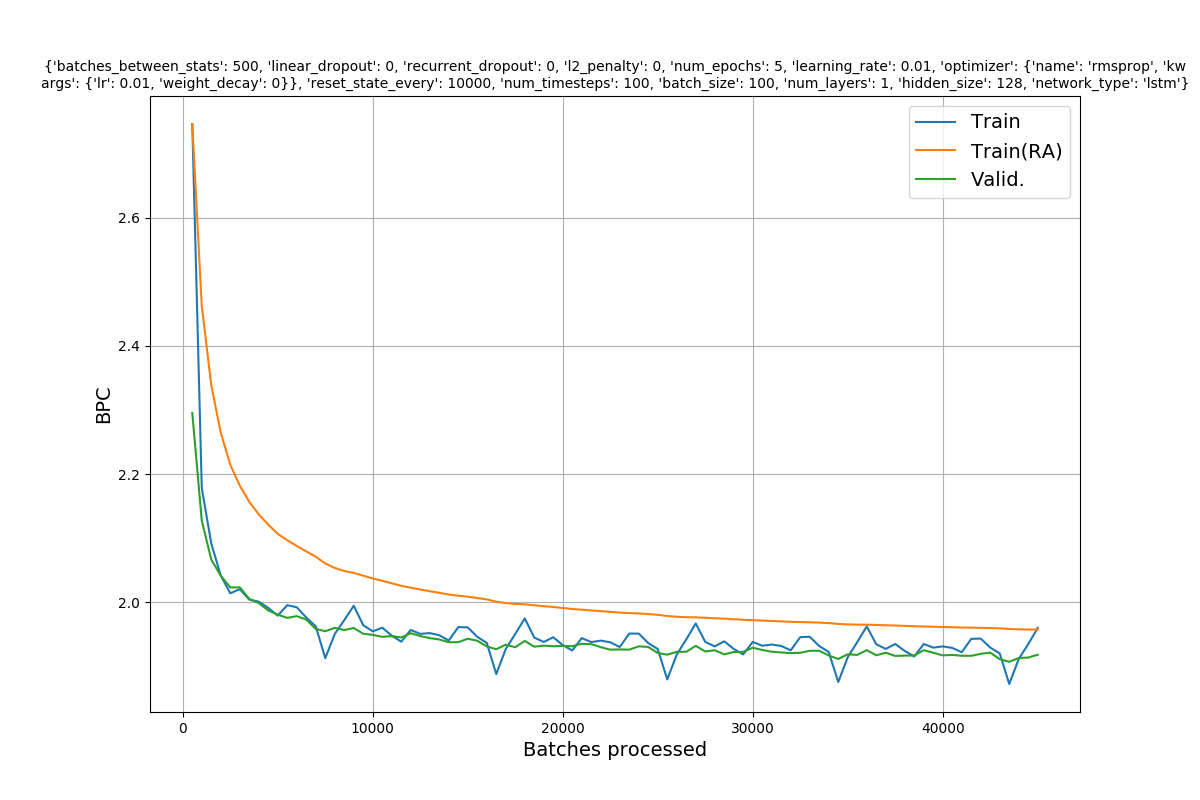 {'batches_between_stats': 500, 'linear_dropout': 0, 'recurrent_dropout': 0, 'l2_penalty': 0, 'num_epochs': 5, 'learning_rate': 0.01, 'optimizer': {'name': 'rmsprop', 'kw
args': {'lr': 0.01, 'weight_decay': 0}}, 'reset_state_every': 10000, 'num_timesteps': 100, 'batch_size': 100, 'num_layers': 1, 'hidden_size': 128, 'network_type': 'lstm'}
Train
Train(RA)
Valid.
2.6
2.4
2.2
2.0
BPC
0
10000
20000
30000
40000
Batches processed